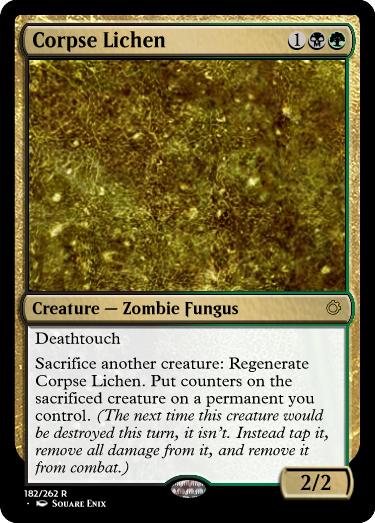 Corpse Lichen 1
Creature — Zombie Fungus
Deathtouch
Sacrifice another creature: Regenerate
Corpse Lichen. Put counters on the
sacrificed creature on a permanent you
control. (The next time this creature would
be destroyed this turn, it isn't. Instead tap it,
remove all damage from it, and remove it
from combat.)
2/2
182/262 R
· Square Enix